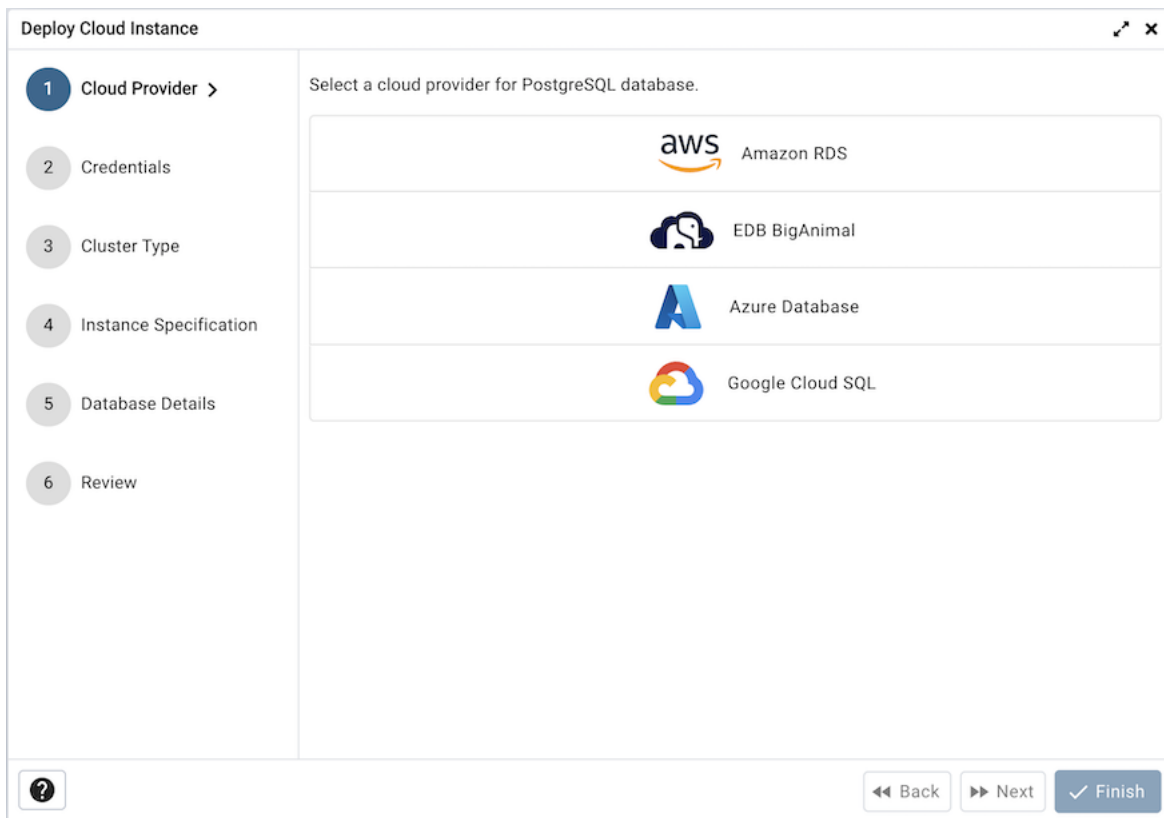 Deploy Cloud Instance
1 Cloud Provider
2 Credentials
3 Cluster Type
4 Instance Specification
5 Database Details
6 Review
Select a cloud provider for PostgreSQL database.
aws Amazon RDS
EDB BigAnimal
Azure Database
Google Cloud SQL
? Back Next Finish